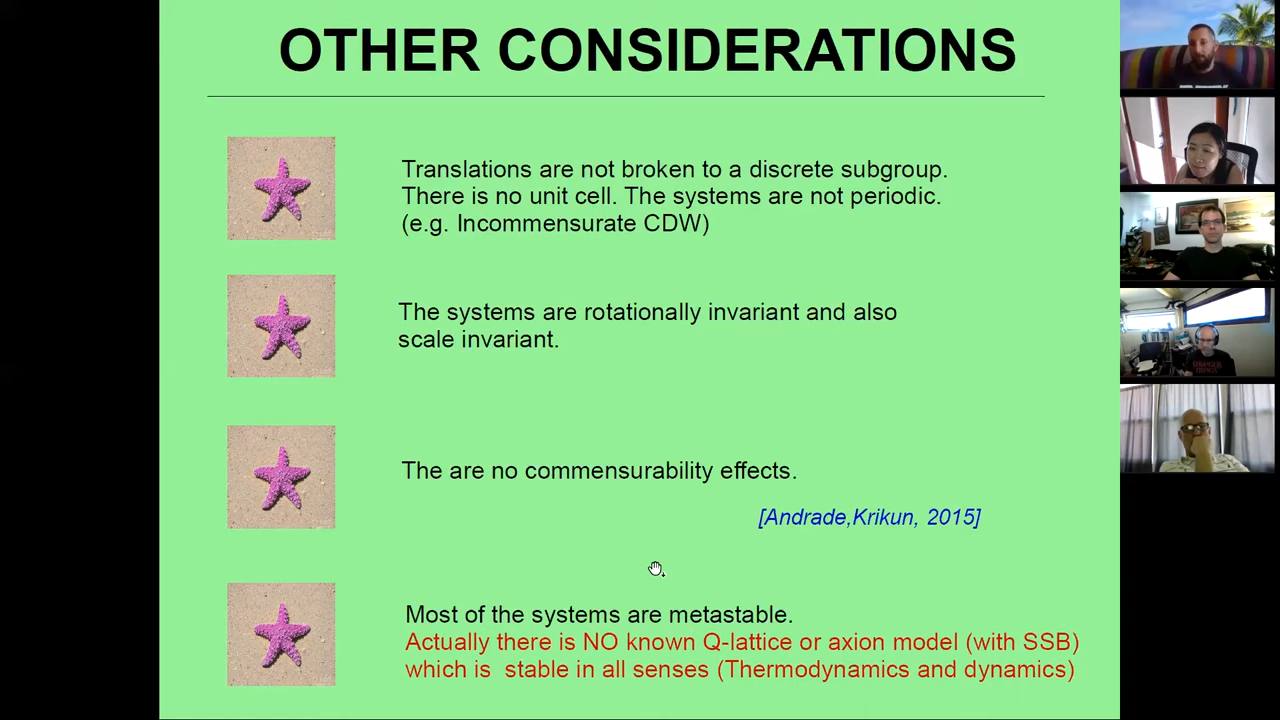 OTHER CONSIDERATIONS
Translations are not broken to a discrete subgroup.
There is no unit cell. The systems are not periodic.
(e.g. Incommensurate CDW)
The systems are rotationally invariant and also
scale invariant.
The are no commensurability effects.
[Andrade,Krikun, 2015]
Most of the systems are metastable.
Actually there is NO known Q-lattice or axion model (with SSB)
which is stable in all senses (Thermodynamics and dynamics)
STRANGER
THINGS